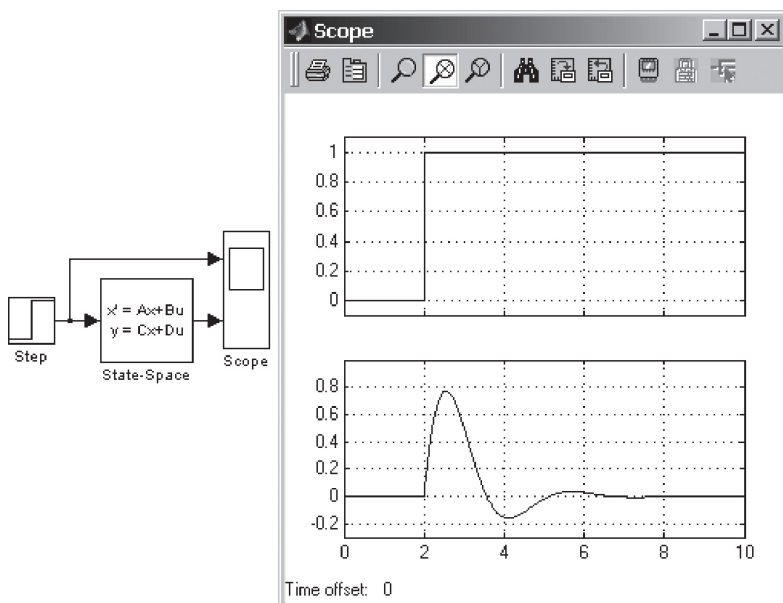 Scope
1
0.8
0.6
0.4
0.2
0
0.8
0.6
0.4
0.2
0
-0.2
0 2 4 6 8 10
Time offset: 0
x' = Ax+Bu
y = Cx+Du
Step
State-Space
Scope